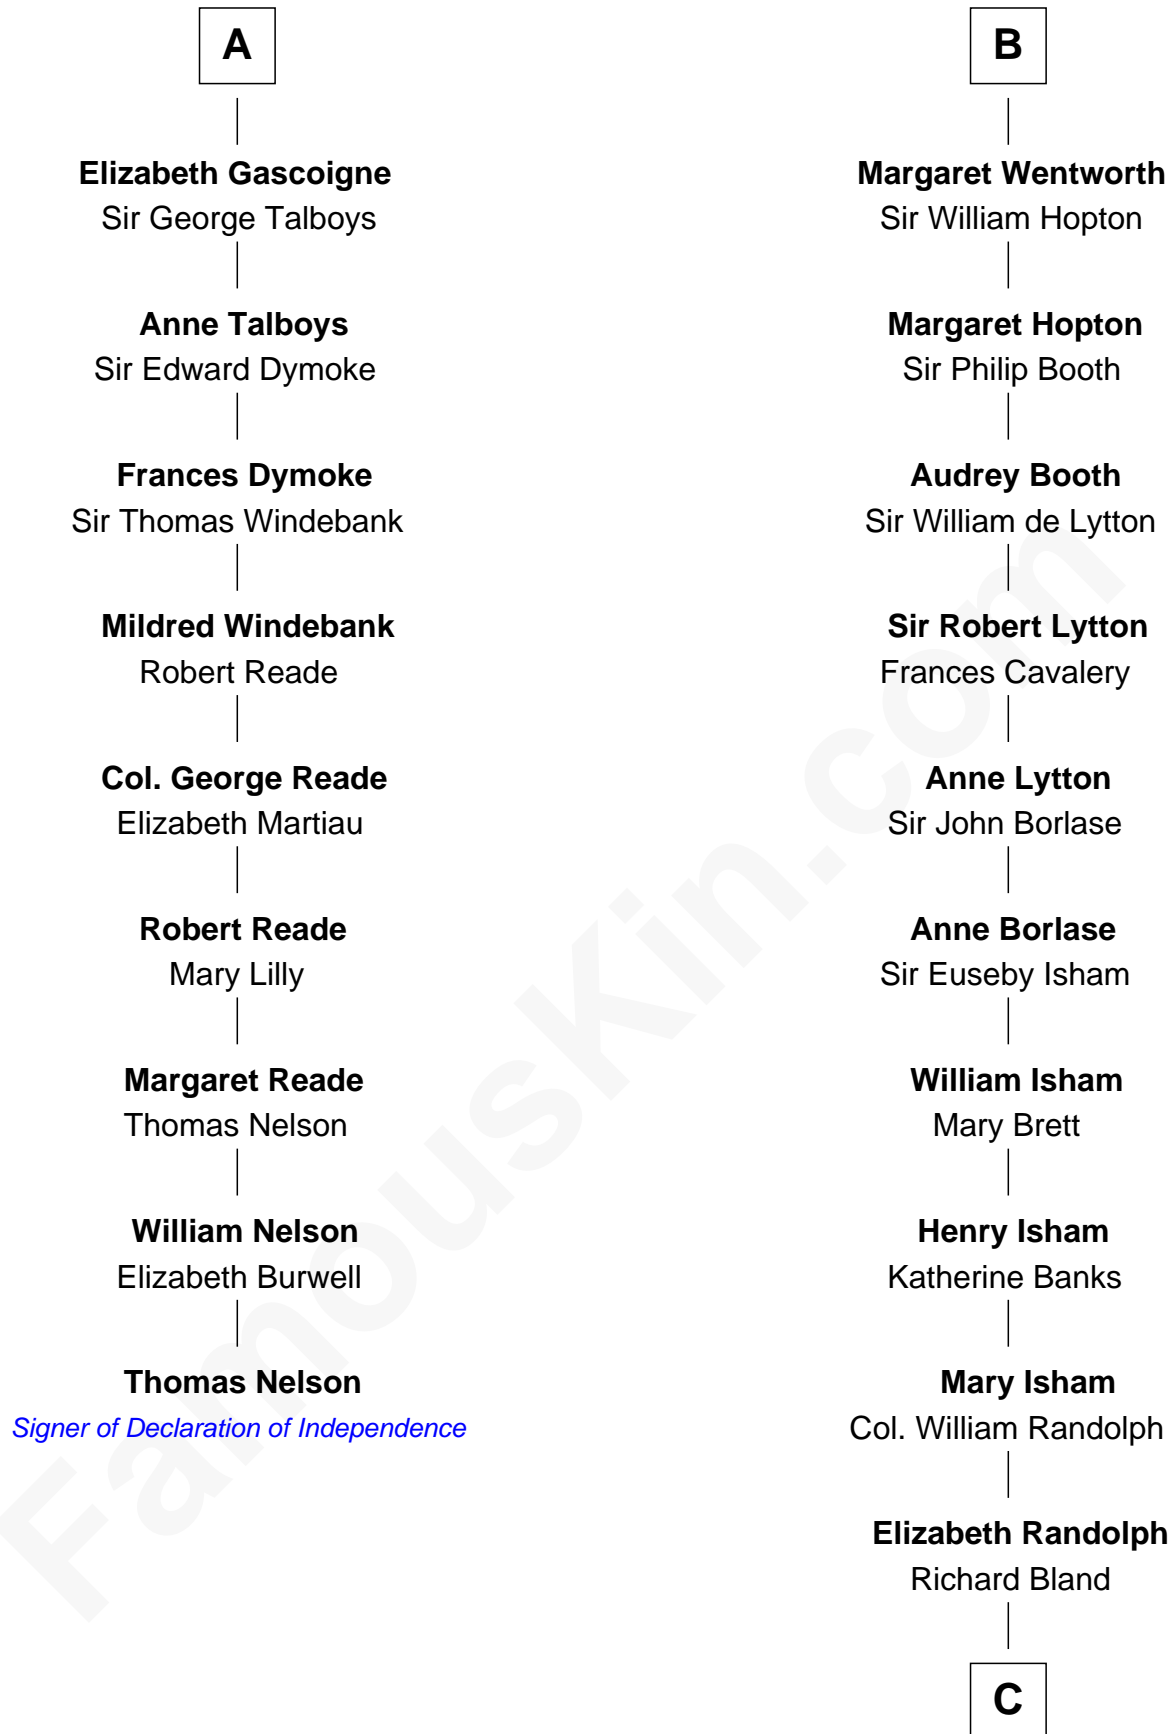 A
Elizabeth Gascoigne
Sir George Talboys
Anne Talboys
Sir Edward Dymoke
Frances Dymoke
Sir Thomas Windebank
Mildred Windebank
Robert Reade
Col. George Reade
Elizabeth Martiau
Robert Reade
Mary Lilly
Margaret Reade
Thomas Nelson
William Nelson
Elizabeth Burwell
Thomas Nelson
Signer of Declaration of Independence
B
Margaret Wentworth
Sir William Hopton
Margaret Hopton
Sir Philip Booth
Audrey Booth
Sir William de Lytton
Sir Robert Lytton
Frances Cavalery
Anne Lytton
Sir John Borlase
Anne Borlase
Sir Euseby Isham
William Isham
Mary Brett
Henry Isham
Katherine Banks
Mary Isham
Col. William Randolph
Elizabeth Randolph
Richard Bland
C
FamousKin.com